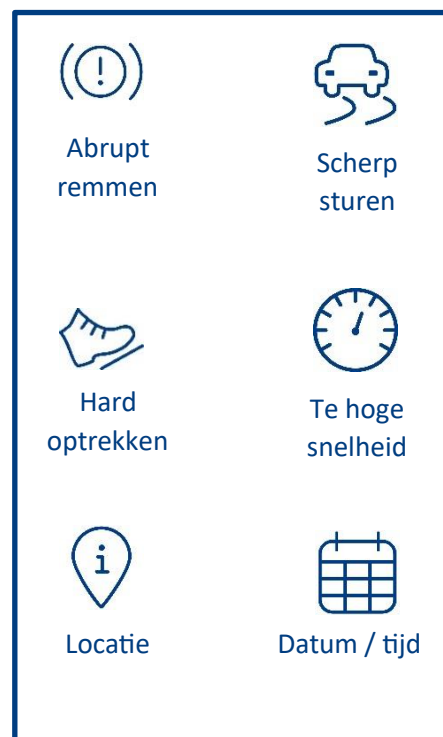 Abrupt
remmen
Scherp
sturen
Hard
optrekken
Te hoge
snelheid
Locatie
Datum / tijd